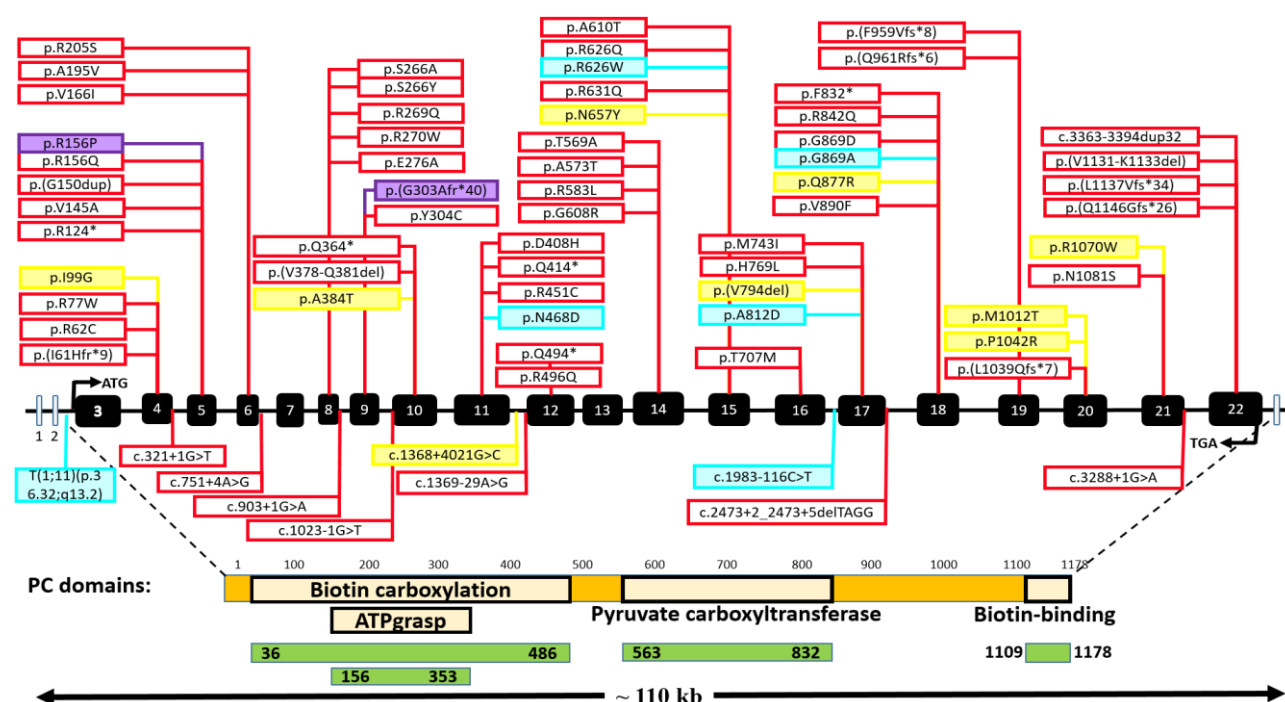 p.R205S
p.A195V
p.V166I
p.R156P
p.R156Q
p.(G150dup)
p.V145A
p.R124*
p.I99G
p.R77W
p.R62C
p.(I61Hfr*9)
p.S266A
p.S266Y
p.R269Q
p.R270W
p.E276A
p.(G303Afr*40)
p.Y304C
p.Q364*
p.(V378-Q381del)
p.A384T
p.D408H
p.Q414*
p.R451C
p.N468D
p.Q494*
p.R496Q
p.A610T
p.R626Q
p.R626W
p.R631Q
p.N657Y
p.T569A
p.A573T
p.R583L
p.G608R
p.M743I
p.H769L
p.(V794del)
p.A812D
p.T707M
p.(F959Vfs*8)
p.(Q961Rfs*6)
p.F832*
p.R842Q
p.G869D
p.G869A
p.Q877R
p.V890F
c.3363-3394dup32
p.(V1131-K1133del)
p.(L1137Vfs*34)
p.(Q1146Gfs*26)
p.R1070W
p.N1081S
p.M1012T
p.P1042R
p.(L1039Qfs*7)
ATG
1 2 3 4 5 6 7 8 9 10 11 12 13 14 15 16 17 18 19 20 21 22
TGA
T(1;11)(p.3
6.32;q13.2)
c.321+1G>T
c.751+4A>G
c.903+1G>A
c.1023-1G>T
c.1368+4021G>C
c.1369-29A>G
c.1983-116C>T
c.2473+2_2473+5delTAGG
c.3288+1G>A
1 100 200 300 400 500 600 700 800 900 1000 1100 1178
PC domains:
Biotin carboxylation
ATPgrasp
Pyruvate carboxyltransferase
Biotin-binding
36 486 563 832 1109 1178
156 353
~ 110 kb